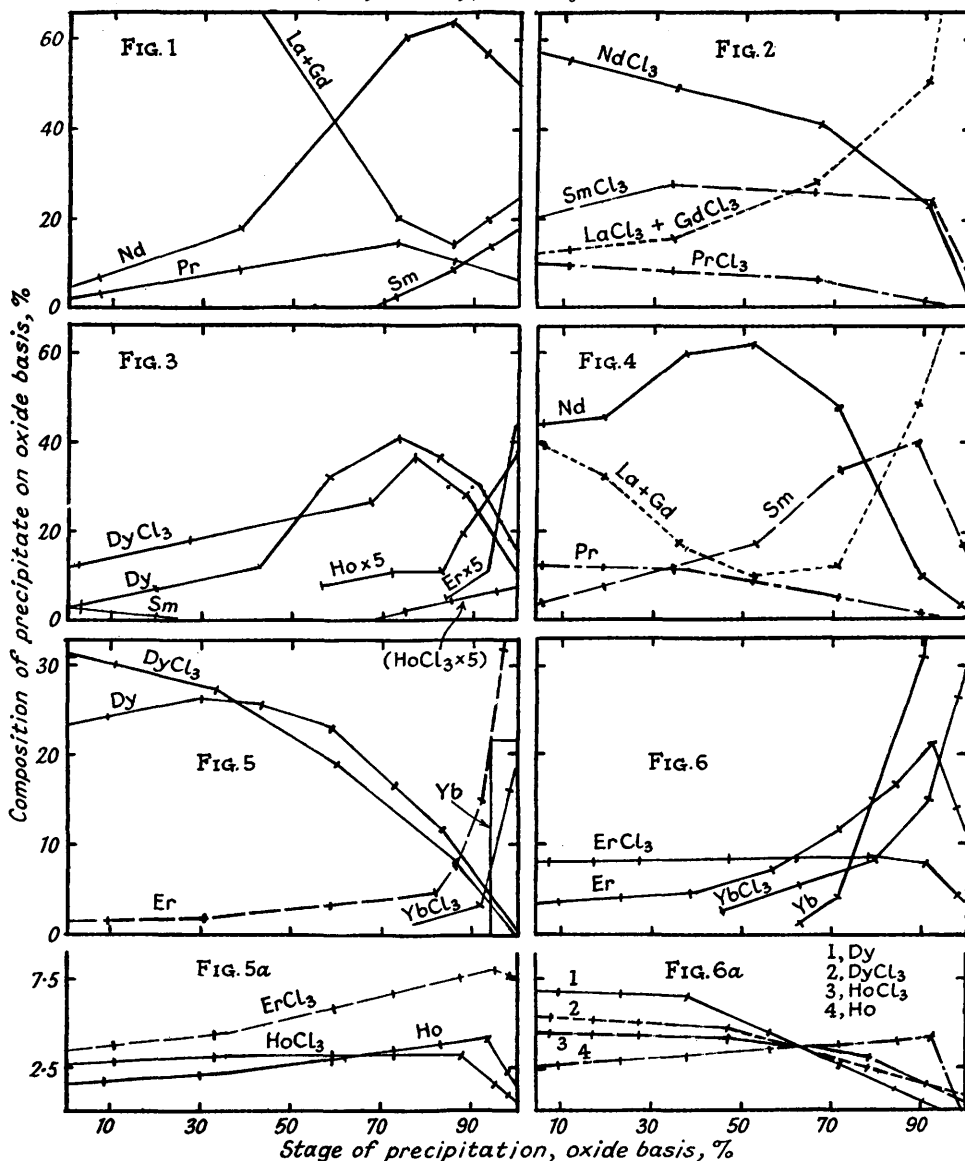 FIG. 1
La+Gd
Nd
Pr
Sm
60
40
20
0
FIG. 2
NdCl3
SmCl3
LaCl3 + GdCl3
PrCl3
FIG. 3
DyCl3
Dy
Sm
Ho×5
Er×5
(HoCl3×5)
60
40
20
0
FIG. 4
Nd
La+Gd
Sm
Pr
Composition of precipitate on oxide basis, %
DyCl3
Dy
FIG. 5
Yb
Er
YbCl3
30
20
10
0
FIG. 6
ErCl3
Er
YbCl3
Yb
FIG. 5a
ErCl3
HoCl3
Ho
7·5
2·5
10 30 50 70 90
FIG. 6a
1
2
3
4
1, Dy
2, DyCl3
3, HoCl3
4, Ho
10 30 50 70 90
Stage of precipitation, oxide basis, %